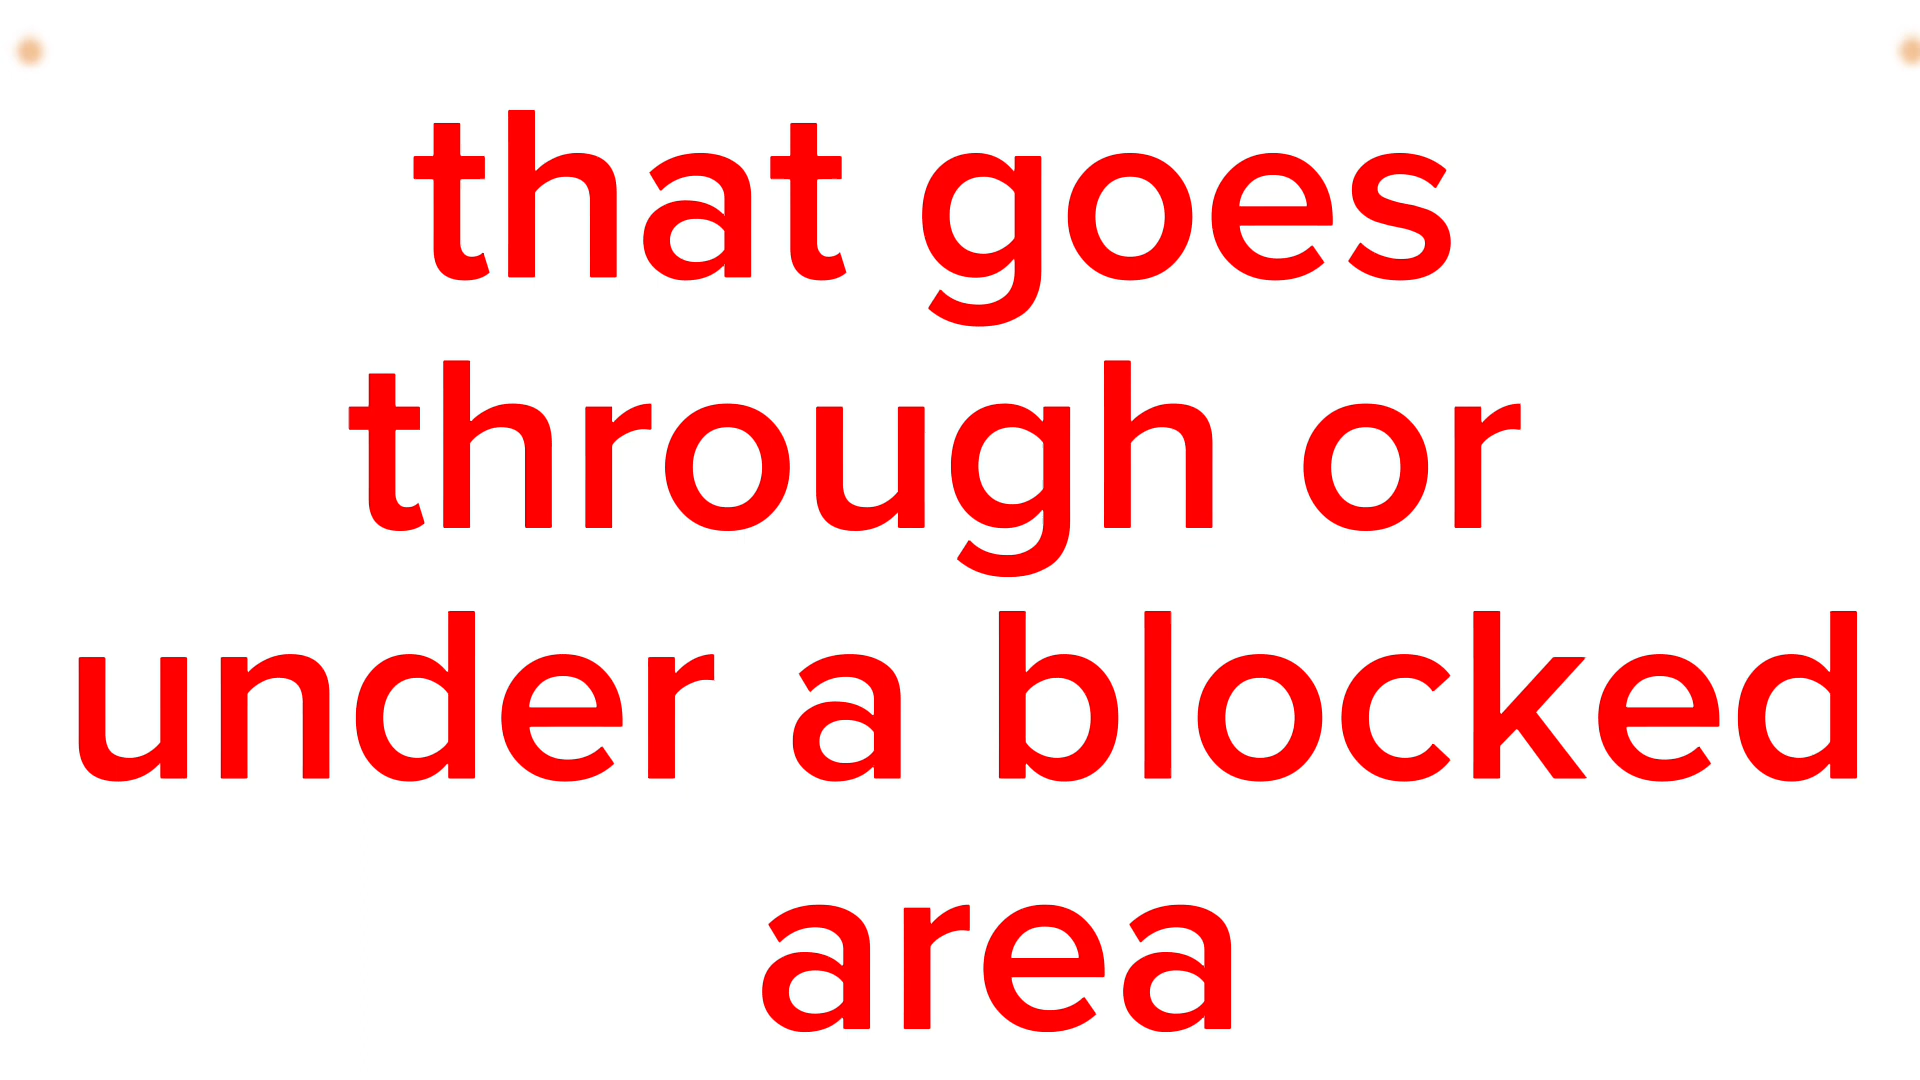 that goes
through or
under a blocked
area